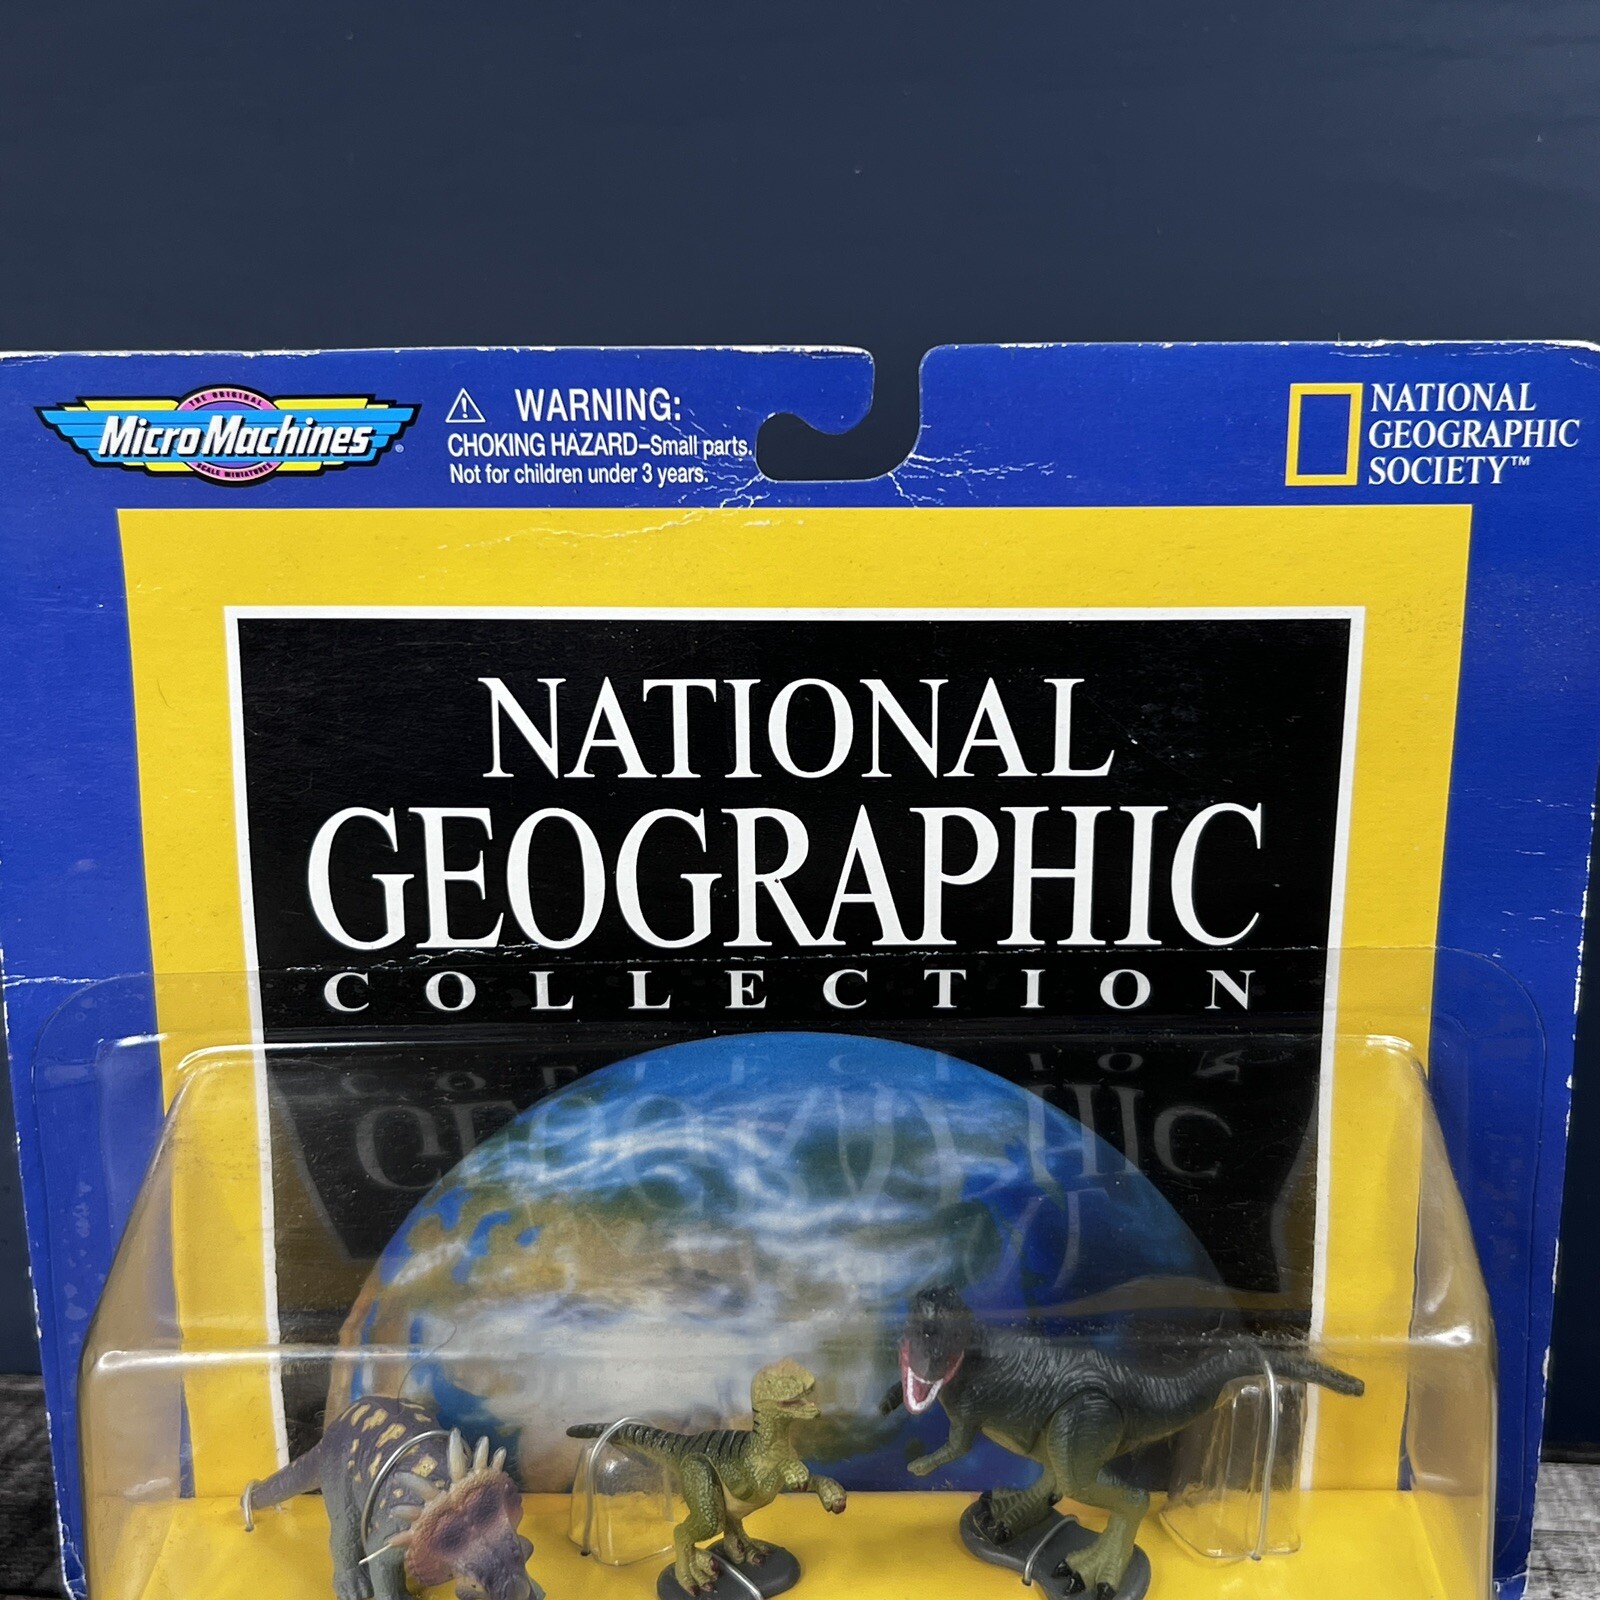 THE ORIGINAL
Micro Machines®
SCALE MINIATURES
⚠ WARNING:
CHOKING HAZARD–Small parts.
Not for children under 3 years.
NATIONAL
GEOGRAPHIC
SOCIETY™
NATIONAL
GEOGRAPHIC
COLLECTION